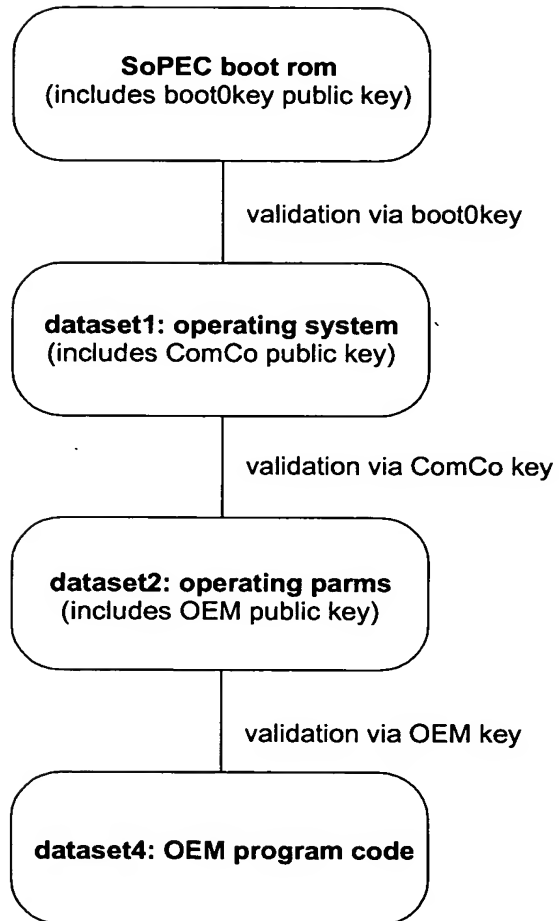 SoPEC boot rom
(includes boot0key public key)
validation via boot0key
dataset1: operating system
(includes ComCo public key)
validation via ComCo key
dataset2: operating parms
(includes OEM public key)
validation via OEM key
dataset4: OEM program code